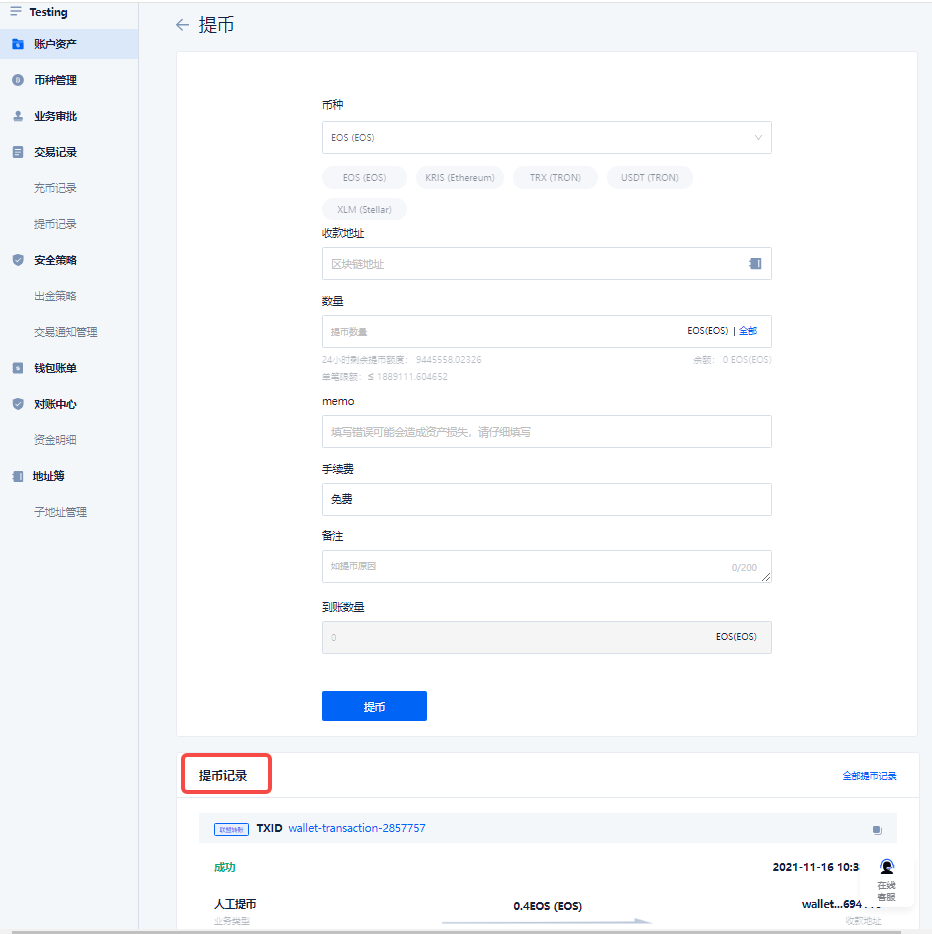 Testing
账户资产
币种管理
业务审批
交易记录
充币记录
提币记录
安全策略
出金策略
交易通知管理
钱包账单
对账中心
资金明细
地址簿
子地址管理
提币
币种
EOS (EOS)
EOS (EOS)
KRIS (Ethereum)
TRX (TRON)
USDT (TRON)
XLM (Stellar)
收款地址
区块链地址
数量
提币数量
EOS(EOS) | 全部
24小时剩余提币额度： 9445558.02326
余额： 0 EOS(EOS)
单笔限额：≤ 1889111.604652
memo
填写错误可能会造成资产损失，请仔细填写
手续费
免费
备注
如提币原因
0/200
到账数量
0
EOS(EOS)
提币
提币记录
全部提币记录
联盟转账 TXID wallet-transaction-2857757
成功
2021-11-16 10:3
在线
客服
人工提币
0.4EOS (EOS)
wallet...694
业务类型
收款地址